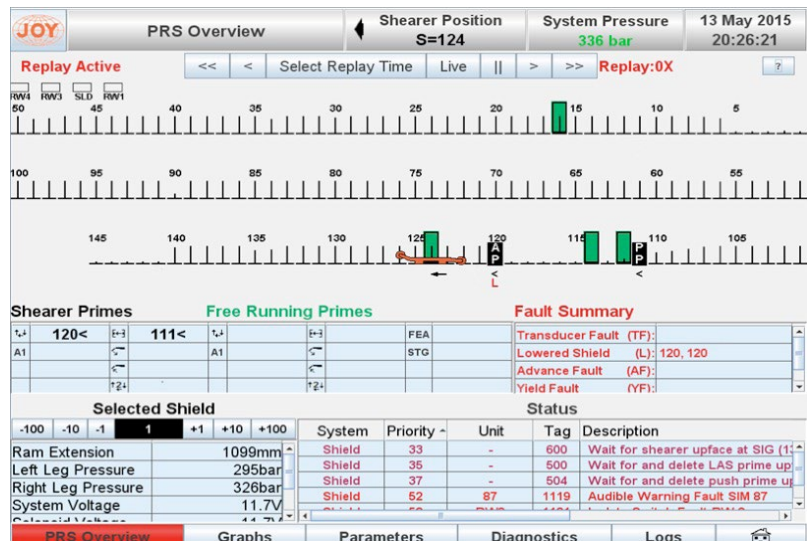 JOY
PRS Overview
Shearer Position
S=124
System Pressure
336 bar
13 May 2015
20:26:21
Replay Active
<<
<
Select Replay Time
Live
||
>
>>
Replay:0X
?
RW4 RW3 SLD RW1
50 45 40 35 30 25 20 15 10 5
100 95 90 85 80 75 70 65 60 55
145 140 135 130 125 120 115 110 105
AP
PP
<
<
L
Shearer Primes
Free Running Primes
Fault Summary
120< 111< FEA
A1 A1 STG
Transducer Fault (TF):
Lowered Shield (L): 120, 120
Advance Fault (AF):
Yield Fault (YF):
Selected Shield
-100 -10 -1 1 +1 +10 +100
Ram Extension 1099mm
Left Leg Pressure 295bar
Right Leg Pressure 326bar
System Voltage 11.7V
Status
System Priority Unit Tag Description
Shield 33 - 600 Wait for shearer upface at SIG
Shield 35 - 500 Wait for and delete LAS prime up
Shield 37 - 504 Wait for and delete push prime up
Shield 52 87 1119 Audible Warning Fault SIM 87
PRS Overview
Graphs
Parameters
Diagnostics
Logs